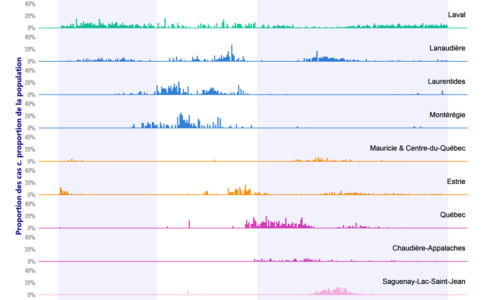 Proportion des cas c. proportion de la population
40%
20%
0%
Laval
40%
20%
0%
Lanaudière
40%
20%
0%
Laurentides
40%
20%
0%
Montérégie
40%
20%
0%
Mauricie & Centre-du-Québec
40%
20%
0%
Estrie
40%
20%
0%
Québec
40%
20%
0%
Chaudière-Appalaches
40%
20%
0%
Saguenay-Lac-Saint-Jean